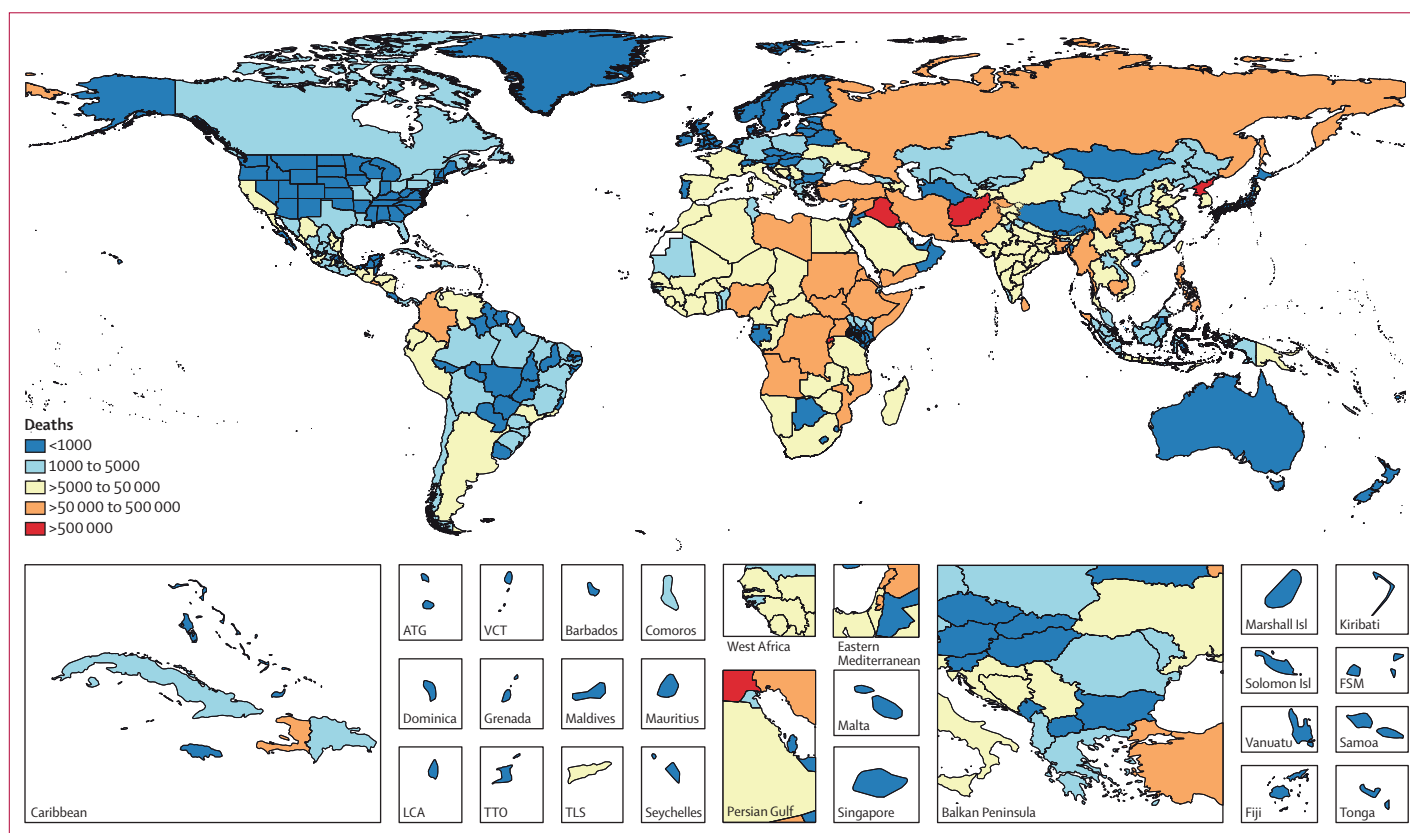 Deaths
<1000
1000 to 5000
>5000 to 50 000
>50 000 to 500 000
>500 000
Caribbean
ATG
VCT
Barbados
Comoros
Dominica
Grenada
Maldives
Mauritius
LCA
TTO
TLS
Seychelles
West Africa
Eastern
Mediterranean
Persian Gulf
Malta
Singapore
Balkan Peninsula
Marshall Isl
Kiribati
Solomon Isl
FSM
Vanuatu
Samoa
Fiji
Tonga